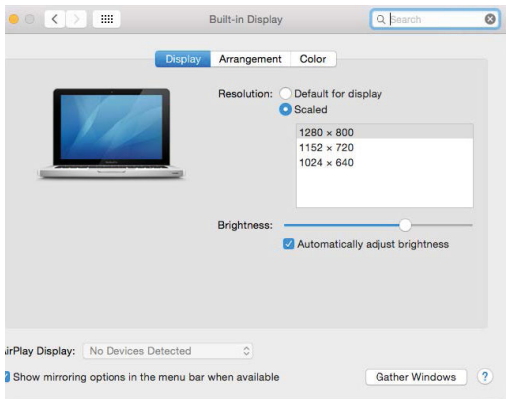 Built-in Display
Search
Display Arrangement Color
Resolution: Default for display
Scaled
1280 × 800
1152 × 720
1024 × 640
Brightness:
Automatically adjust brightness
AirPlay Display: No Devices Detected
Show mirroring options in the menu bar when available
Gather Windows ?